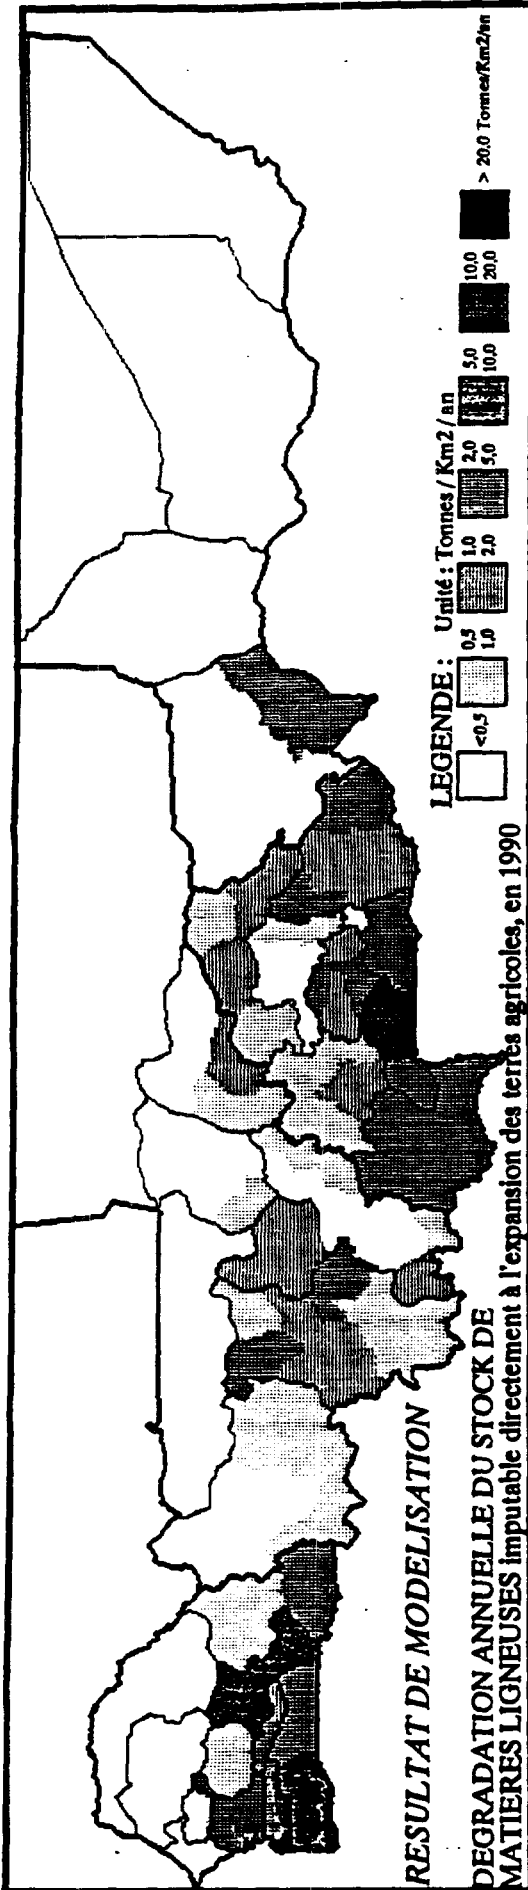 RESULTAT DE MODELISATION
DEGRADATION ANNUELLE DU STOCK DE
MATIERES LIGNEUSES imputable directement à l'expansion des terres agricoles, en 1990
LEGENDE : Unité : Tonnes / Km2 / an
<0,5
0,5
1,0
1,0
2,0
2,0
5,0
5,0
10,0
10,0
20,0
> 20.0 Tonnes/Km2/an